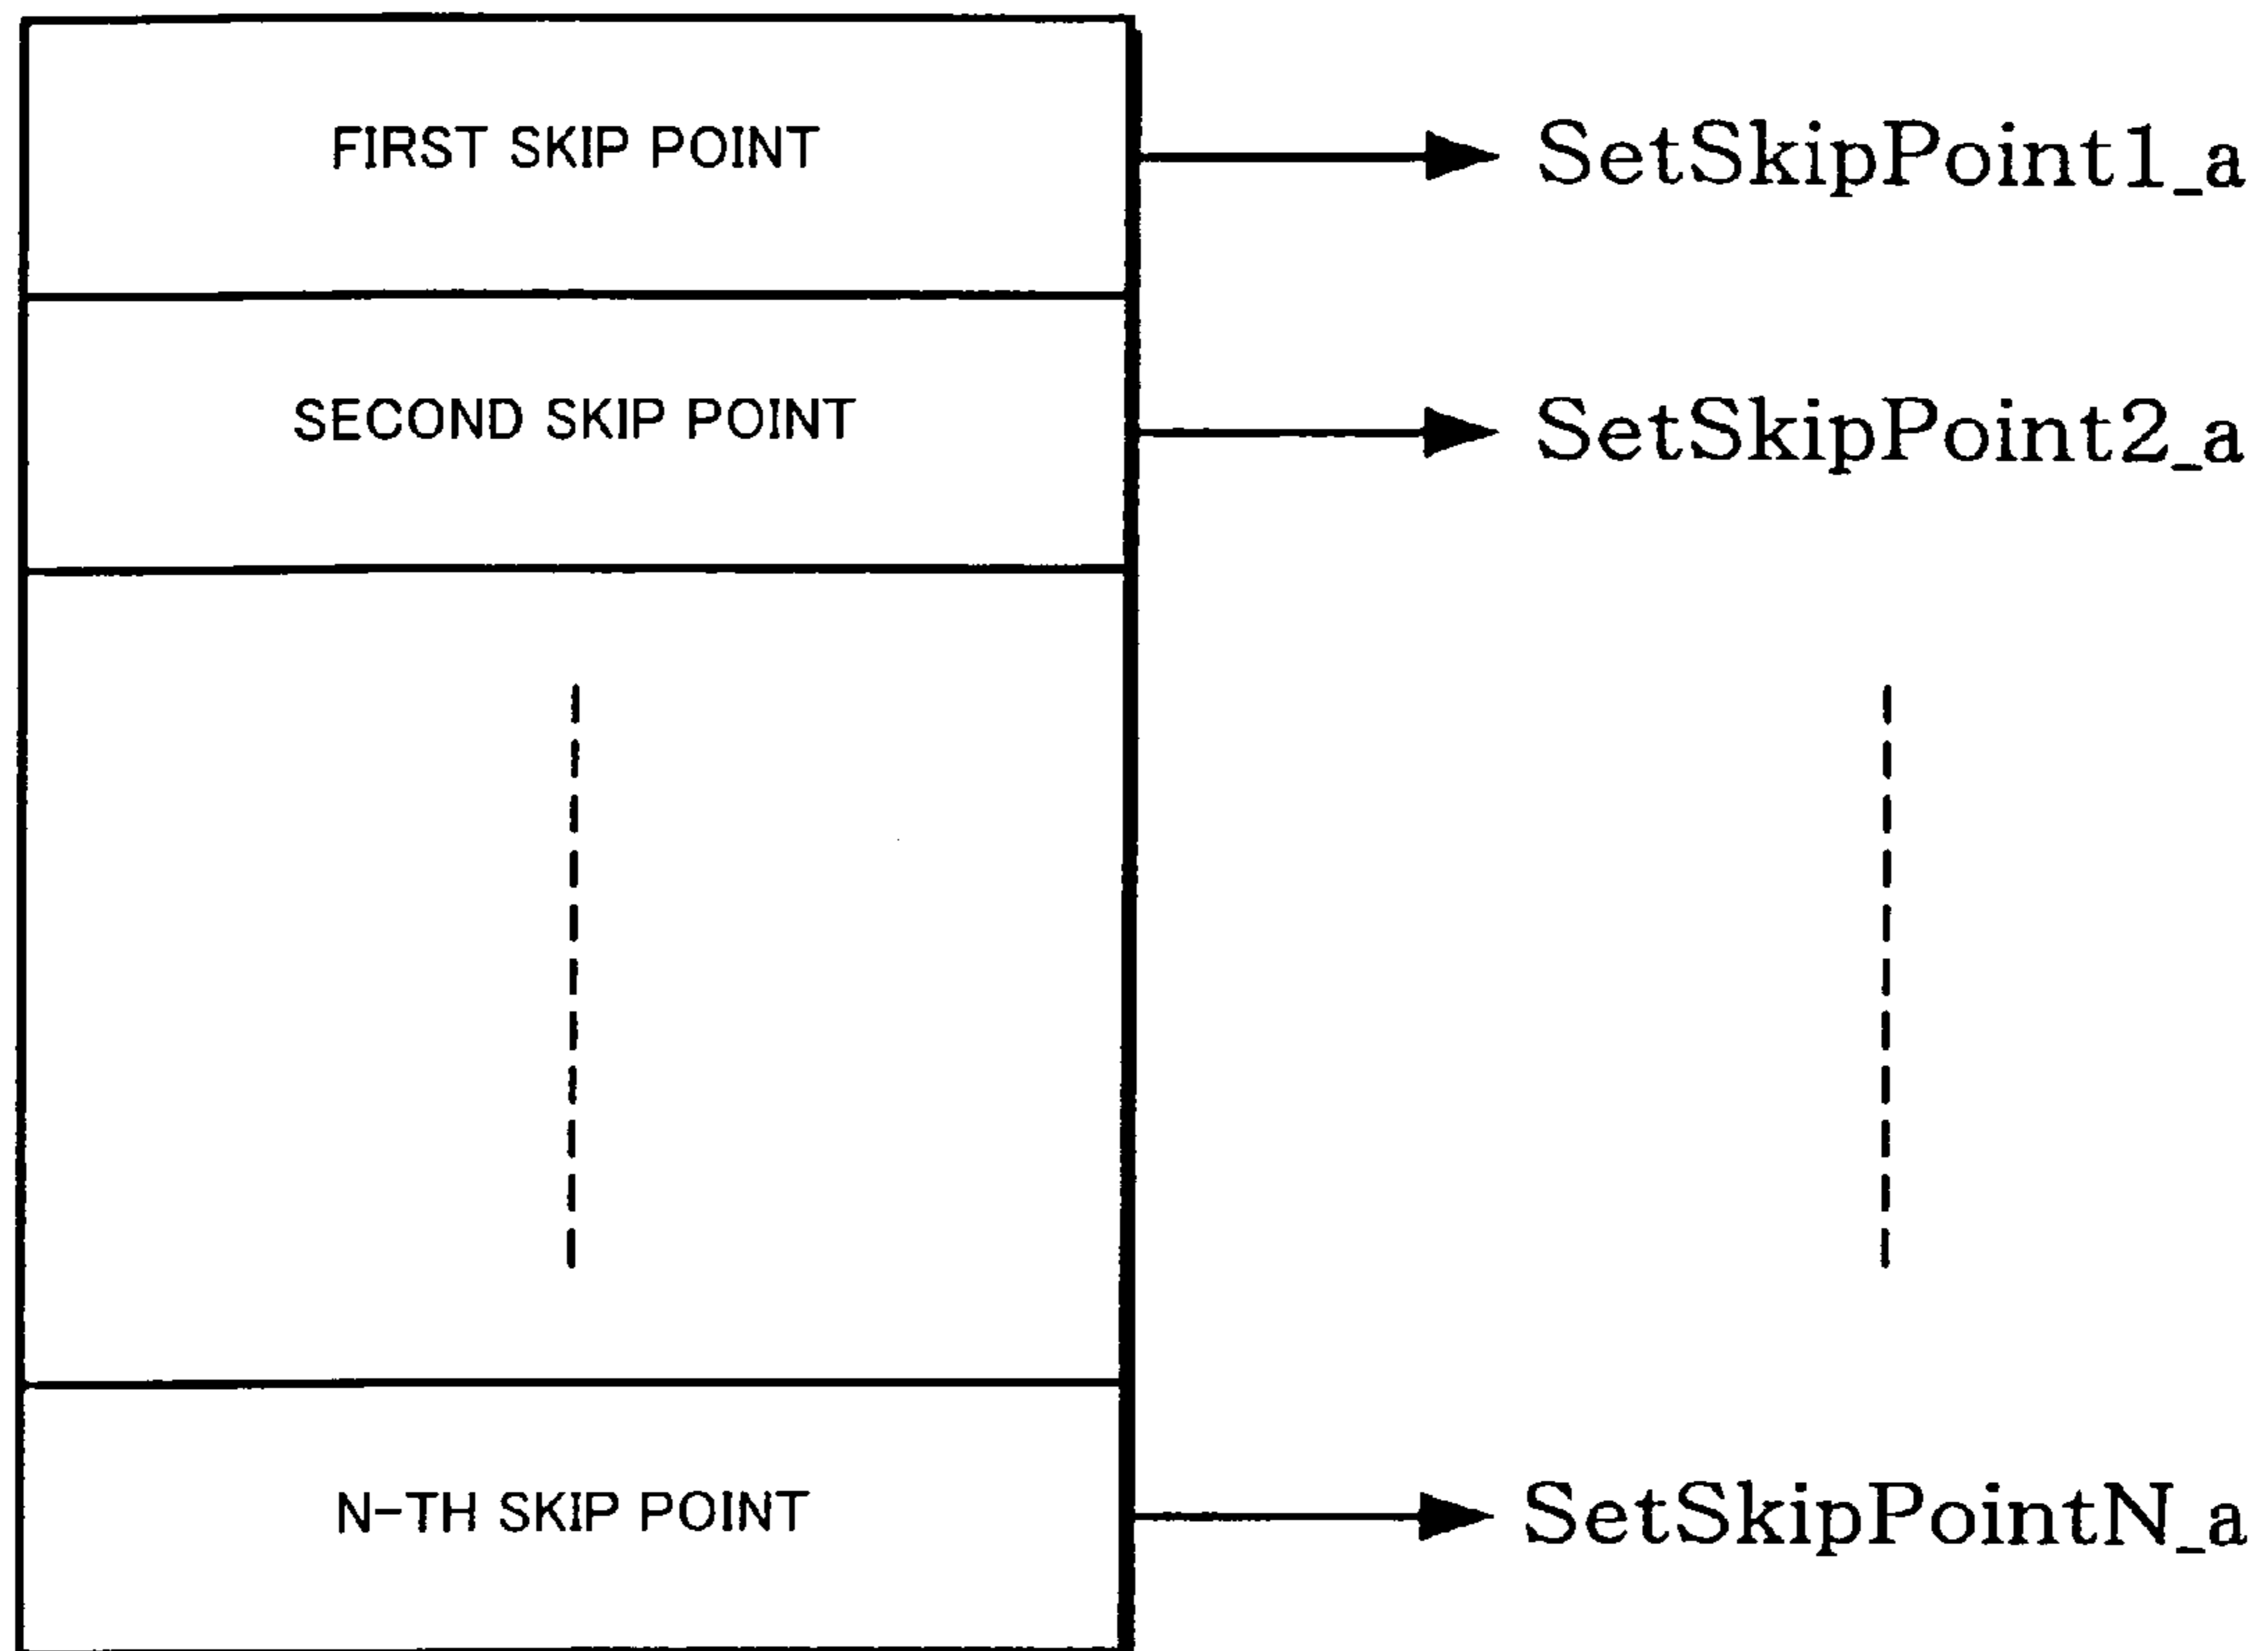 FIRST SKIP POINT
SetSkipPoint1_a
SECOND SKIP POINT
SetSkipPoint2_a
N-TH SKIP POINT
SetSkipPointN_a